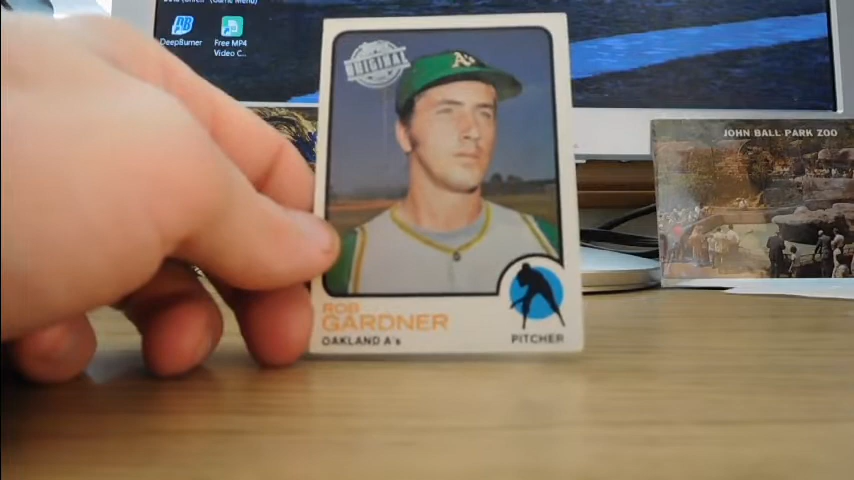 DeepBurner
Free MP4
Video C...
ORIGINAL
A's
JOHN BALL PARK ZOO
ROB
GARDNER
OAKLAND A's
PITCHER